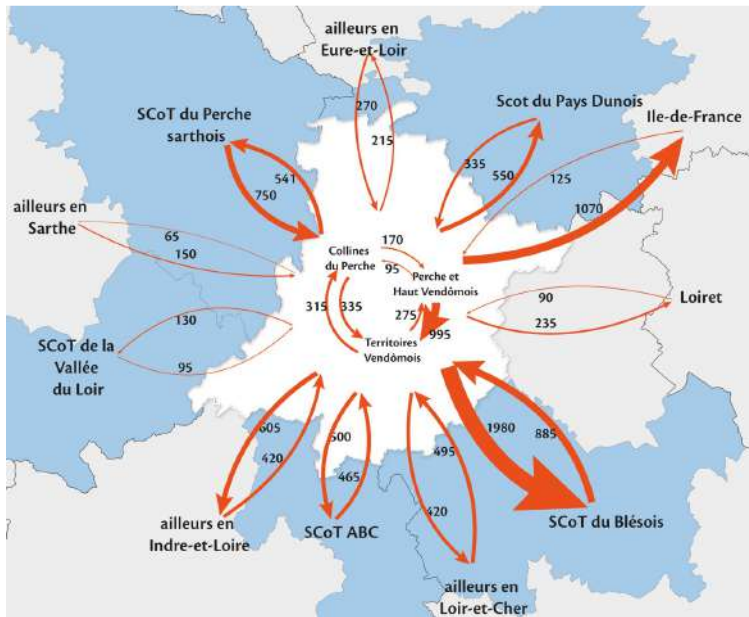 ailleurs en
Eure-et-Loir
270
215
SCoT du Perche
sarthois
541
750
Scot du Pays Dunois
335
550
Ile-de-France
125
1070
ailleurs en
Sarthe
65
150
Collines
du Perche
170
95
Perche et
Haut Vendômois
315
335
275
995
Territoires
Vendômois
90
235
Loiret
130
95
SCoT de la
Vallée
du Loir
605
420
ailleurs en
Indre-et-Loire
500
465
SCoT ABC
495
420
ailleurs en
Loir-et-Cher
1980
885
SCoT du Blésois